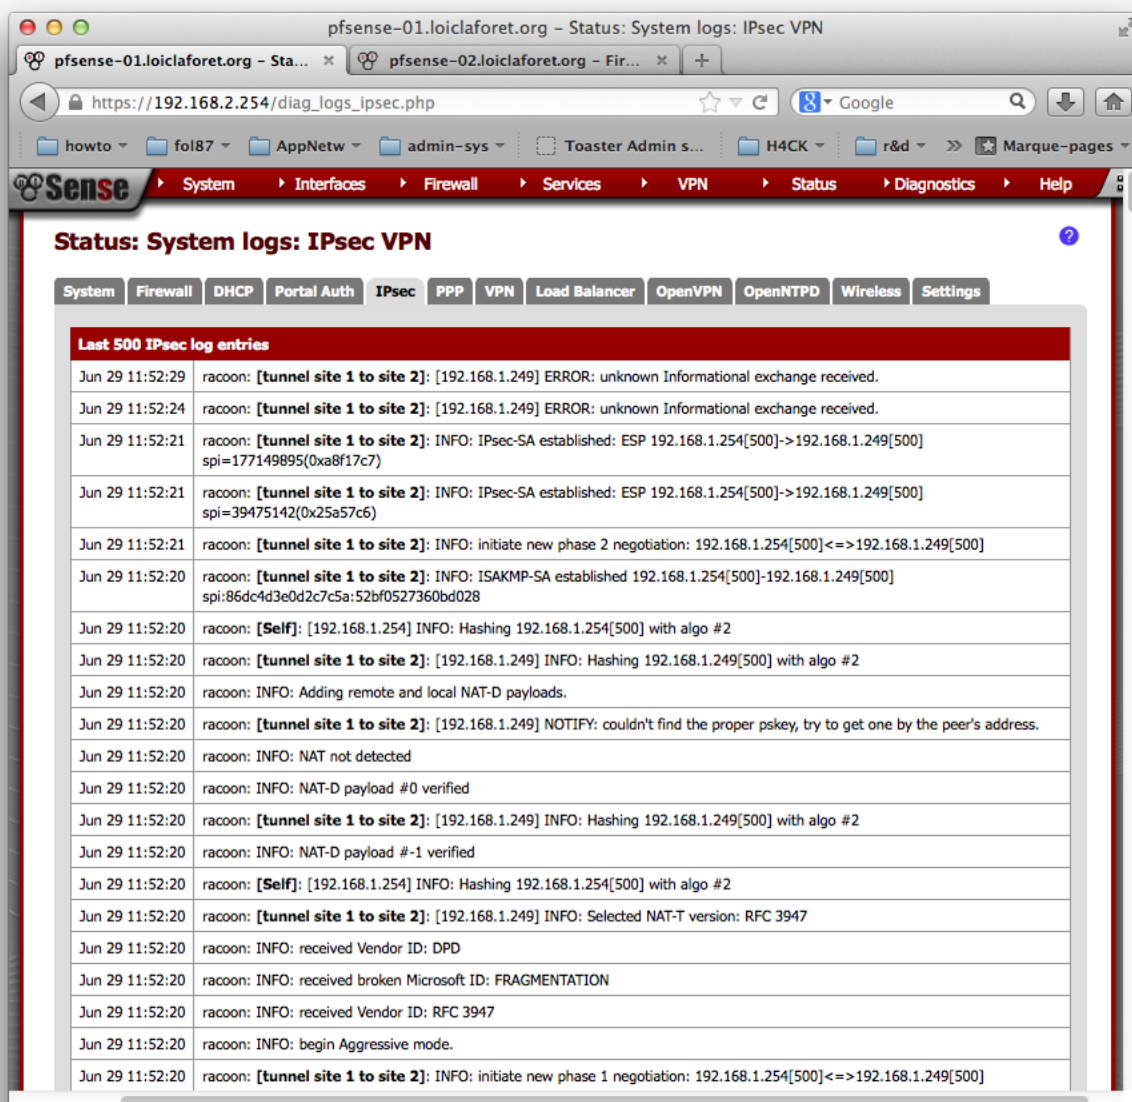 pfsense-01.loiclaforet.org – Status: System logs: IPsec VPN
pfsense-01.loiclaforet.org – Sta...
pfsense-02.loiclaforet.org – Fir...
https://192.168.2.254/diag_logs_ipsec.php
Google
howto
fol87
AppNetw
admin-sys
Toaster Admin s...
H4CK
r&d
Marque-pages
Sense
System
Interfaces
Firewall
Services
VPN
Status
Diagnostics
Help
Status: System logs: IPsec VPN
System
Firewall
DHCP
Portal Auth
IPsec
PPP
VPN
Load Balancer
OpenVPN
OpenNTPD
Wireless
Settings
Last 500 IPsec log entries
Jun 29 11:52:29 racoon: [tunnel site 1 to site 2]: [192.168.1.249] ERROR: unknown Informational exchange received.
Jun 29 11:52:24 racoon: [tunnel site 1 to site 2]: [192.168.1.249] ERROR: unknown Informational exchange received.
Jun 29 11:52:21 racoon: [tunnel site 1 to site 2]: INFO: IPsec-SA established: ESP 192.168.1.254[500]->192.168.1.249[500]
spi=177149895(0xa8f17c7)
Jun 29 11:52:21 racoon: [tunnel site 1 to site 2]: INFO: IPsec-SA established: ESP 192.168.1.254[500]->192.168.1.249[500]
spi=39475142(0x25a57c6)
Jun 29 11:52:21 racoon: [tunnel site 1 to site 2]: INFO: initiate new phase 2 negotiation: 192.168.1.254[500]<=>192.168.1.249[500]
Jun 29 11:52:20 racoon: [tunnel site 1 to site 2]: INFO: ISAKMP-SA established 192.168.1.254[500]-192.168.1.249[500]
spi:86dc4d3e0d2c7c5a:52bf0527360bd028
Jun 29 11:52:20 racoon: [Self]: [192.168.1.254] INFO: Hashing 192.168.1.254[500] with algo #2
Jun 29 11:52:20 racoon: [tunnel site 1 to site 2]: [192.168.1.249] INFO: Hashing 192.168.1.249[500] with algo #2
Jun 29 11:52:20 racoon: INFO: Adding remote and local NAT-D payloads.
Jun 29 11:52:20 racoon: [tunnel site 1 to site 2]: [192.168.1.249] NOTIFY: couldn't find the proper pskey, try to get one by the peer's address.
Jun 29 11:52:20 racoon: INFO: NAT not detected
Jun 29 11:52:20 racoon: INFO: NAT-D payload #0 verified
Jun 29 11:52:20 racoon: [tunnel site 1 to site 2]: [192.168.1.249] INFO: Hashing 192.168.1.249[500] with algo #2
Jun 29 11:52:20 racoon: INFO: NAT-D payload #-1 verified
Jun 29 11:52:20 racoon: [Self]: [192.168.1.254] INFO: Hashing 192.168.1.254[500] with algo #2
Jun 29 11:52:20 racoon: [tunnel site 1 to site 2]: [192.168.1.249] INFO: Selected NAT-T version: RFC 3947
Jun 29 11:52:20 racoon: INFO: received Vendor ID: DPD
Jun 29 11:52:20 racoon: INFO: received broken Microsoft ID: FRAGMENTATION
Jun 29 11:52:20 racoon: INFO: received Vendor ID: RFC 3947
Jun 29 11:52:20 racoon: INFO: begin Aggressive mode.
Jun 29 11:52:20 racoon: [tunnel site 1 to site 2]: INFO: initiate new phase 1 negotiation: 192.168.1.254[500]<=>192.168.1.249[500]